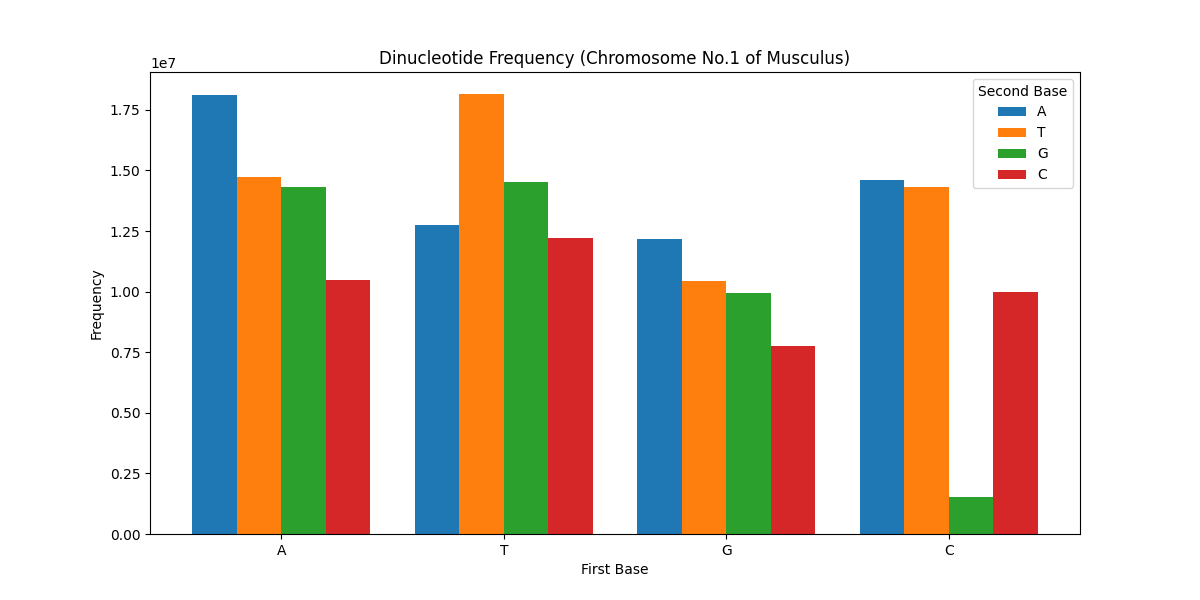 Dinucleotide Frequency (Chromosome No.1 of Musculus)
1e7
1.75
1.50
1.25
1.00
0.75
0.50
0.25
0.00
Frequency
Second Base
A
T
G
C
A T G C
First Base